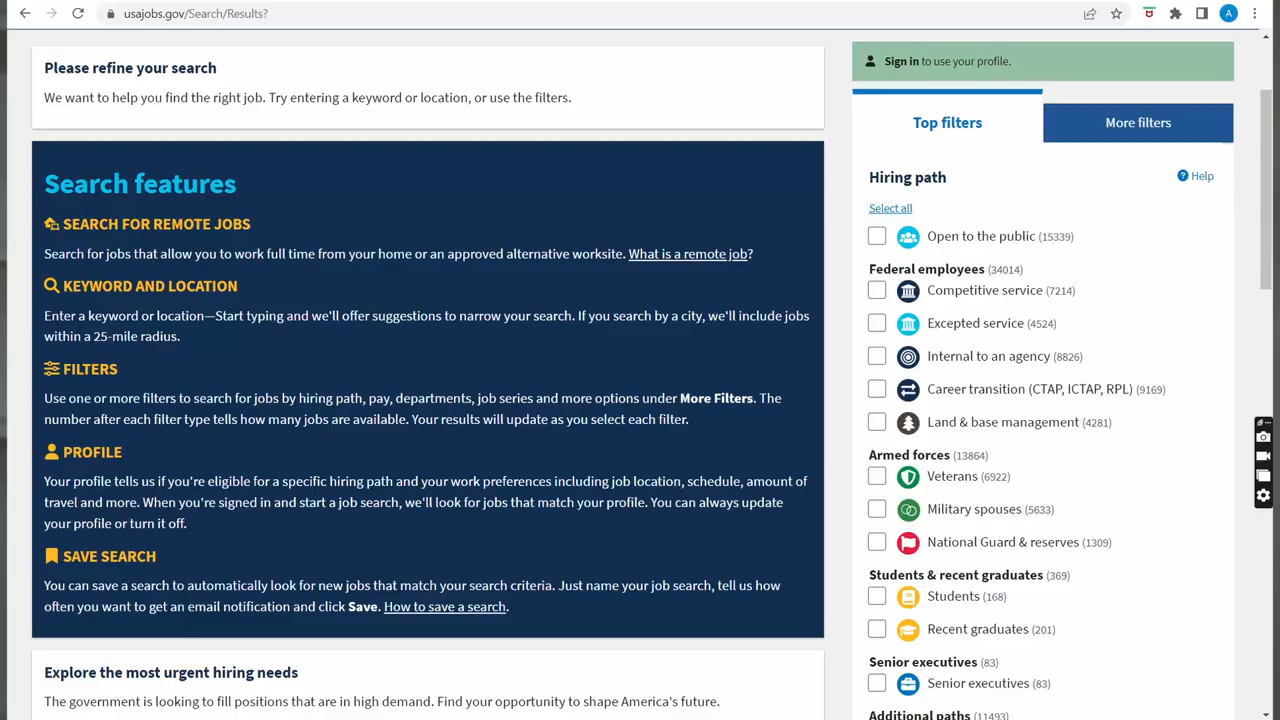 usajobs.gov/Search/Results?
A
Please refine your search
We want to help you find the right job. Try entering a keyword or location, or use the filters.
Search features
SEARCH FOR REMOTE JOBS
Search for jobs that allow you to work full time from your home or an approved alternative worksite. What is a remote job?
KEYWORD AND LOCATION
Enter a keyword or location—Start typing and we'll offer suggestions to narrow your search. If you search by a city, we'll include jobs
within a 25-mile radius.
FILTERS
Use one or more filters to search for jobs by hiring path, pay, departments, job series and more options under More Filters. The
number after each filter type tells how many jobs are available. Your results will update as you select each filter.
PROFILE
Your profile tells us if you're eligible for a specific hiring path and your work preferences including job location, schedule, amount of
travel and more. When you're signed in and start a job search, we'll look for jobs that match your profile. You can always update
your profile or turn it off.
SAVE SEARCH
You can save a search to automatically look for new jobs that match your search criteria. Just name your job search, tell us how
often you want to get an email notification and click Save. How to save a search.
Explore the most urgent hiring needs
The government is looking to fill positions that are in high demand. Find your opportunity to shape America's future.
Sign in to use your profile.
Top filters
More filters
Hiring path
Help
Select all
Open to the public (15339)
Federal employees (34014)
Competitive service (7214)
Excepted service (4524)
Internal to an agency (8826)
Career transition (CTAP, ICTAP, RPL) (9169)
Land & base management (4281)
Armed forces (13864)
Veterans (6922)
Military spouses (5633)
National Guard & reserves (1309)
Students & recent graduates (369)
Students (168)
Recent graduates (201)
Senior executives (83)
Senior executives (83)
Additional paths (11493)